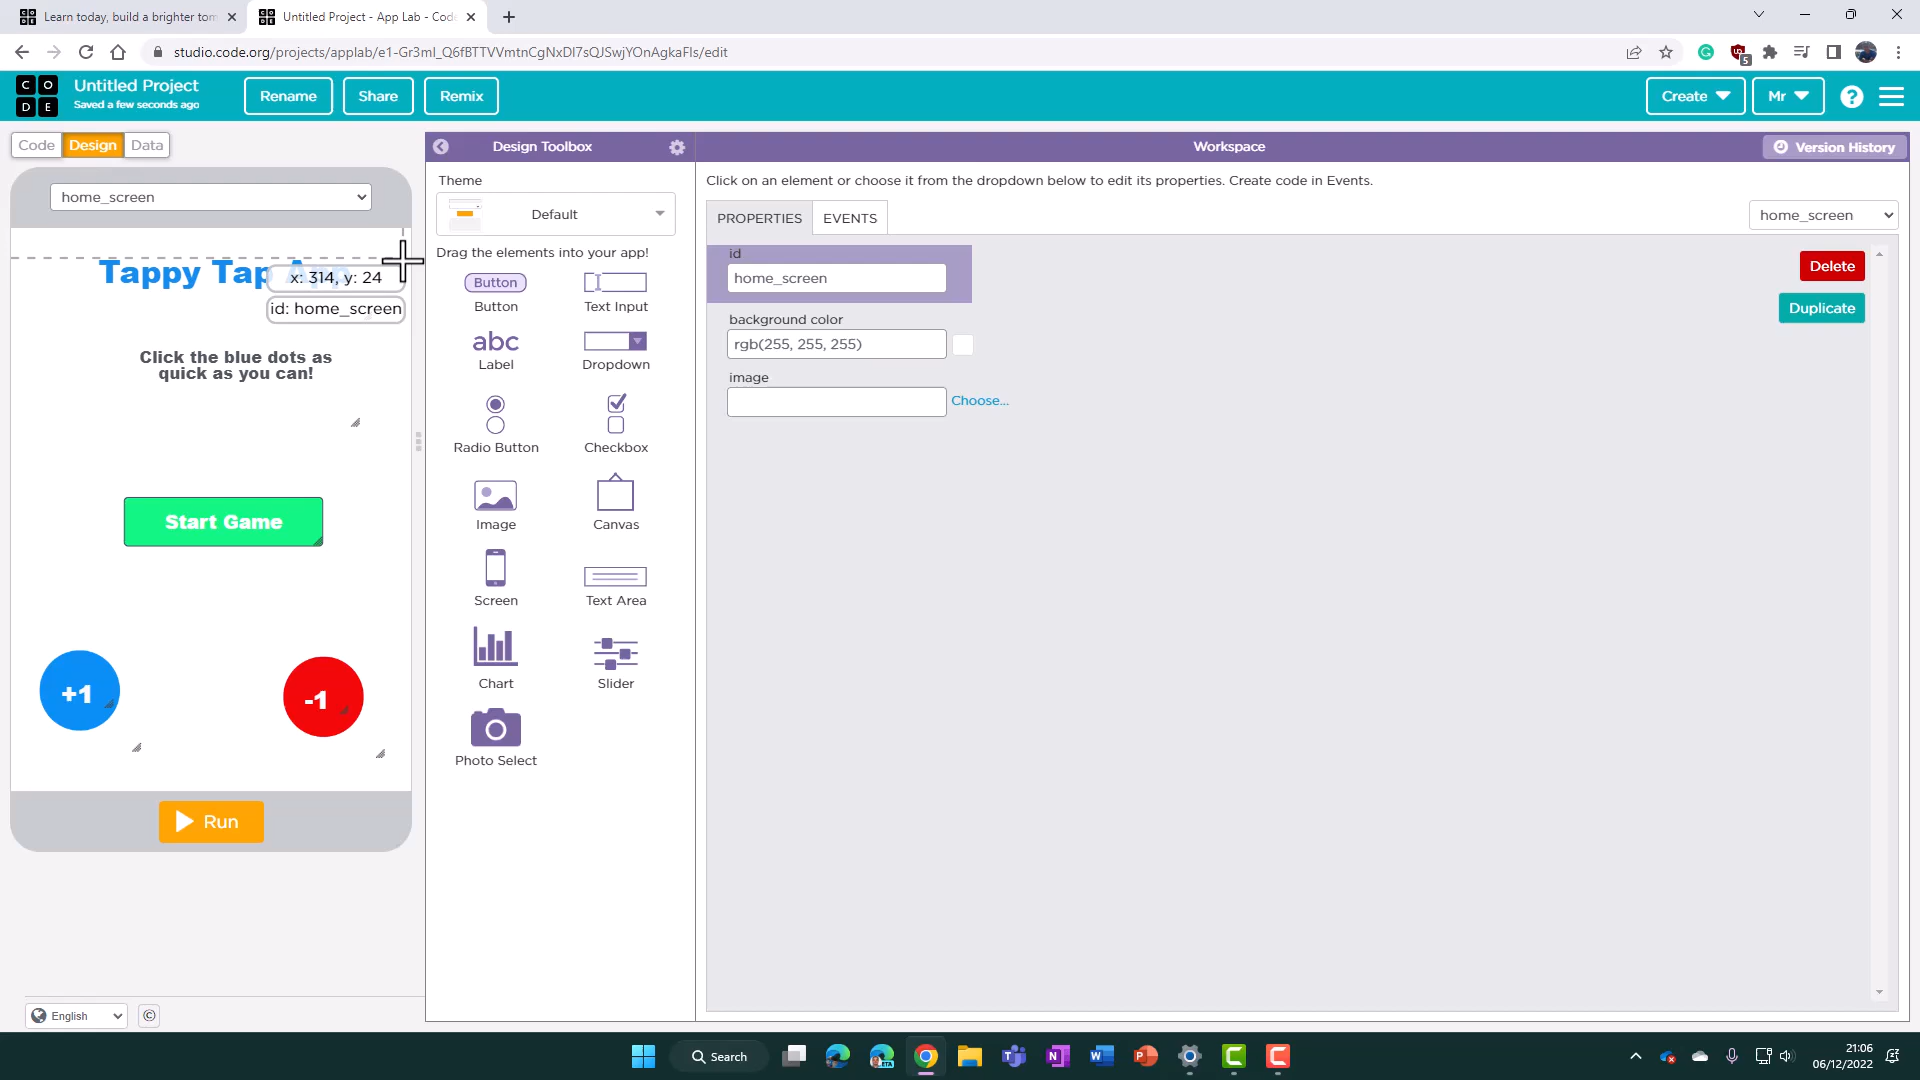 Learn today, build a brighter tom
Untitled Project - App Lab - Code
studio.code.org/projects/applab/e1-Gr3ml_Q6fBTTVVmtnCgNxDl7sQJSwjYOnAgkaFIs/edit
5
C O
D E
Untitled Project
Saved a few seconds ago
Rename
Share
Remix
Create
Mr
?
Code
Design
Data
Design Toolbox
Workspace
Version History
home_screen
Theme
Default
Click on an element or choose it from the dropdown below to edit its properties. Create code in Events.
PROPERTIES
EVENTS
home_screen
Drag the elements into your app!
Tappy Tap App
x: 314, y: 24
id: home_screen
Click the blue dots as
quick as you can!
Start Game
+1
-1
Run
Button
Button
Text Input
abc
Label
Dropdown
Radio Button
Checkbox
Image
Canvas
Screen
Text Area
Chart
Slider
Photo Select
id
home_screen
background color
rgb(255, 255, 255)
image
Choose...
Delete
Duplicate
English
©
Search
21:06
06/12/2022